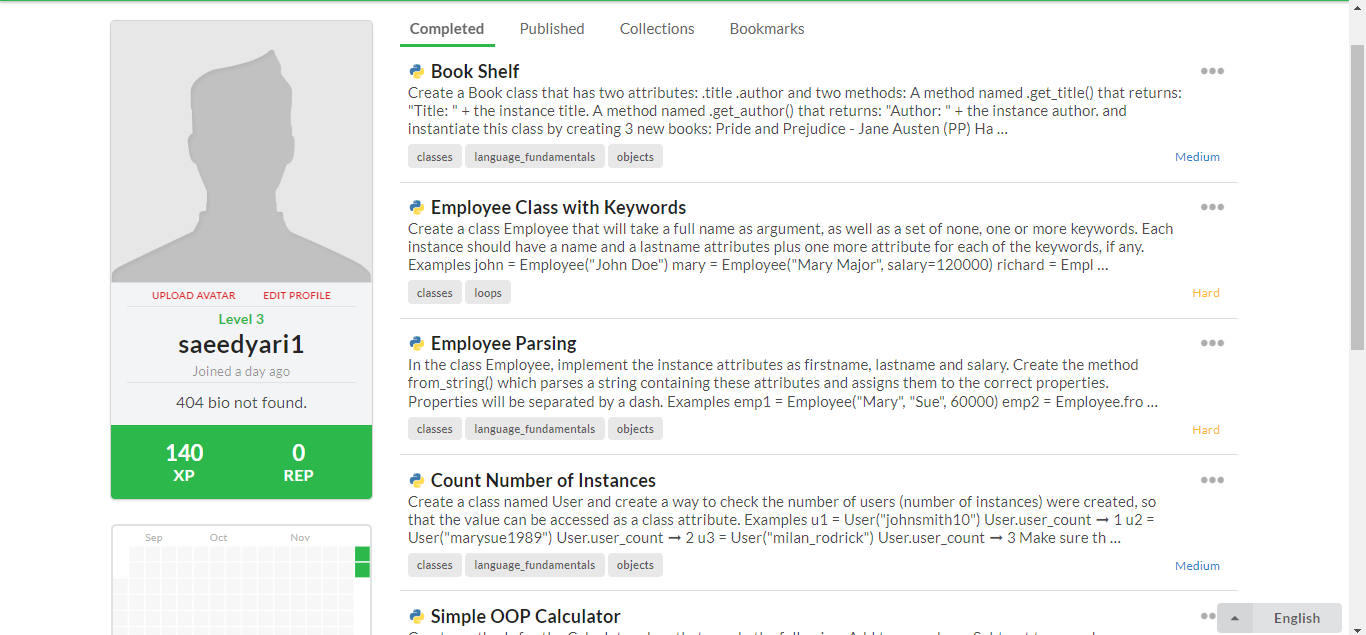 Completed Published Collections Bookmarks
UPLOAD AVATAR EDIT PROFILE
Level 3
saeedyari1
Joined a day ago
404 bio not found.
140 0
XP REP
Sep Oct Nov
Book Shelf
Create a Book class that has two attributes: .title .author and two methods: A method named .get_title() that returns:
"Title: " + the instance title. A method named .get_author() that returns: "Author: " + the instance author. and
instantiate this class by creating 3 new books: Pride and Prejudice - Jane Austen (PP) Ha ...
classes language_fundamentals objects
Medium
Employee Class with Keywords
Create a class Employee that will take a full name as argument, as well as a set of none, one or more keywords. Each
instance should have a name and a lastname attributes plus one more attribute for each of the keywords, if any.
Examples john = Employee("John Doe") mary = Employee("Mary Major", salary=120000) richard = Empl ...
classes loops
Hard
Employee Parsing
In the class Employee, implement the instance attributes as firstname, lastname and salary. Create the method
from_string() which parses a string containing these attributes and assigns them to the correct properties.
Properties will be separated by a dash. Examples emp1 = Employee("Mary", "Sue", 60000) emp2 = Employee.fro ...
classes language_fundamentals objects
Hard
Count Number of Instances
Create a class named User and create a way to check the number of users (number of instances) were created, so
that the value can be accessed as a class attribute. Examples u1 = User("johnsmith10") User.user_count ➞ 1 u2 =
User("marysue1989") User.user_count ➞ 2 u3 = User("milan_rodrick") User.user_count ➞ 3 Make sure th ...
classes language_fundamentals objects
Medium
Simple OOP Calculator
English